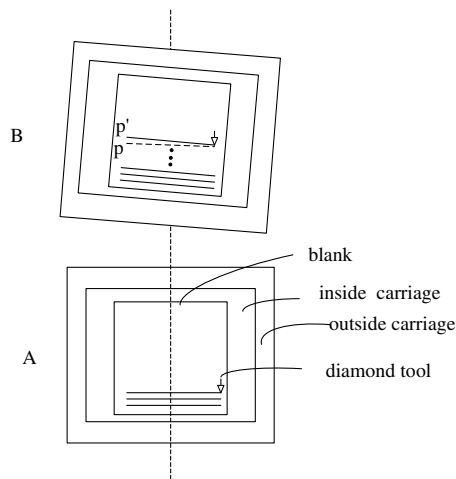 B
p'
p
blank
inside carriage
outside carriage
A
diamond tool